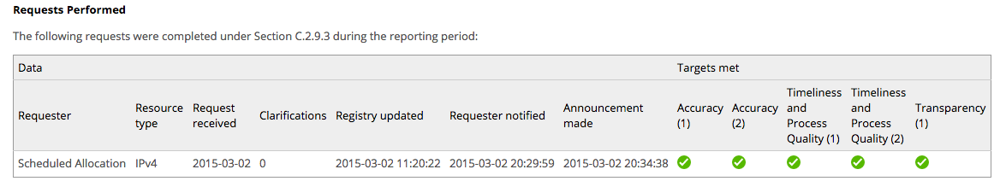 Requests Performed
The following requests were completed under Section C.2.9.3 during the reporting period:
Data Targets met
Requester Resource type Request received Clarifications Registry updated Requester notified Announcement made Accuracy (1) Accuracy (2) Timeliness and Process Quality (1) Timeliness and Process Quality (2) Transparency (1)
Scheduled Allocation IPv4 2015-03-02 0 2015-03-02 11:20:22 2015-03-02 20:29:59 2015-03-02 20:34:38